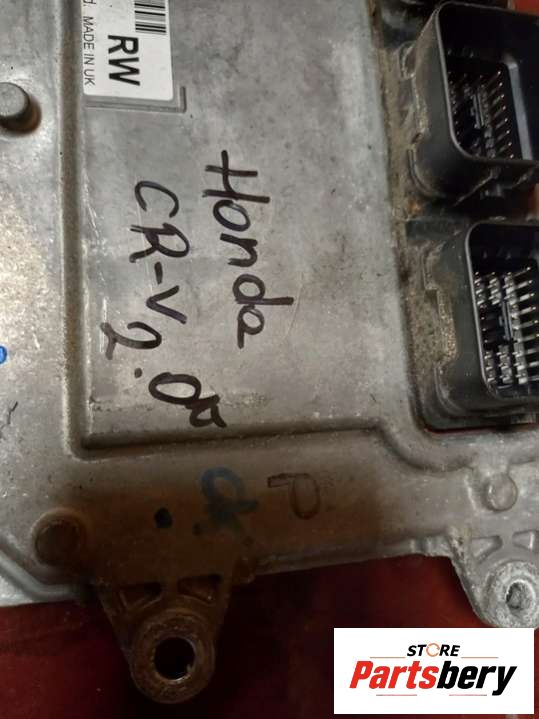 RW
d. MADE IN UK
Honda
CR-V
2.0
P
STORE
Partsbery